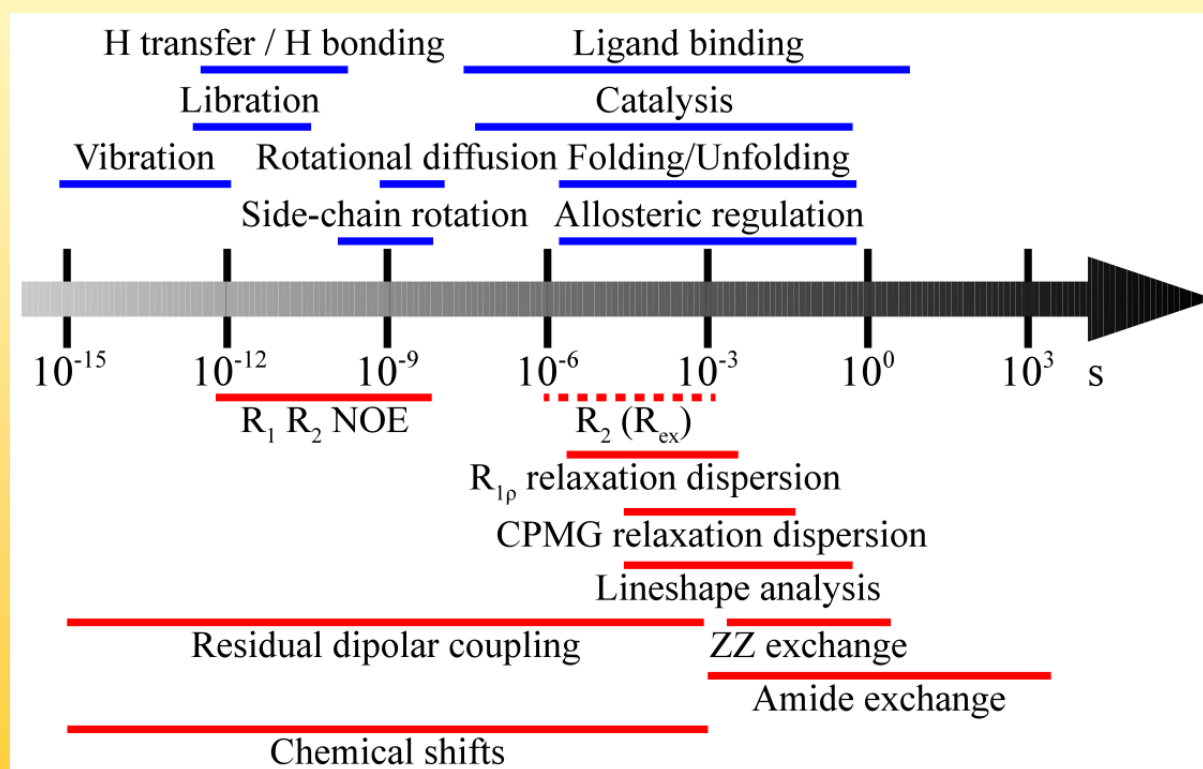 H transfer / H bonding
Ligand binding
Libration
Catalysis
Vibration
Rotational diffusion
Folding/Unfolding
Side-chain rotation
Allosteric regulation
10⁻¹⁵ 10⁻¹² 10⁻⁹ 10⁻⁶ 10⁻³ 10⁰ 10³ s
R₁ R₂ NOE
R₂ (Rₑₓ)
R₁ᵨ relaxation dispersion
CPMG relaxation dispersion
Lineshape analysis
Residual dipolar coupling
ZZ exchange
Amide exchange
Chemical shifts